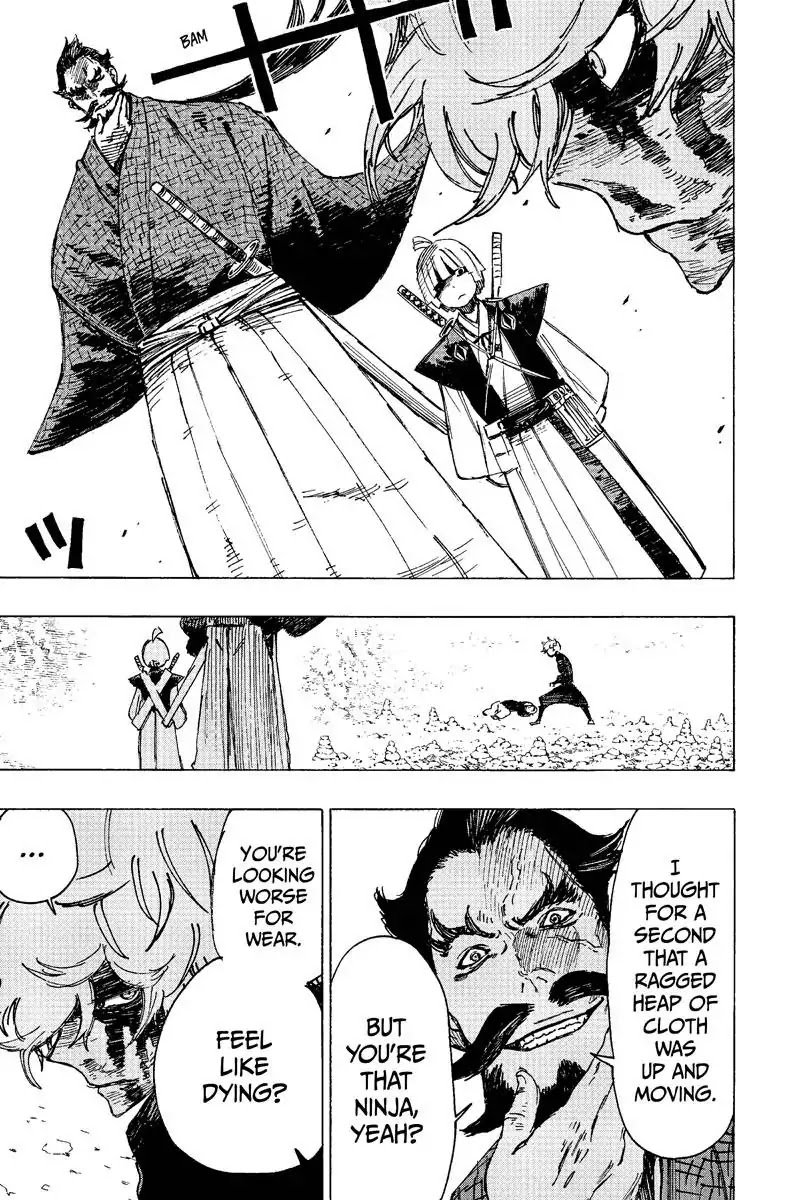 BAM
ッ
I
THOUGHT
FOR A
SECOND
THAT A
RAGGED
HEAP OF
CLOTH
WAS
UP AND
MOVING.
BUT
YOU'RE
THAT
NINJA,
YEAH?
YOU'RE
LOOKING
WORSE
FOR
WEAR.
FEEL
LIKE
DYING?
...